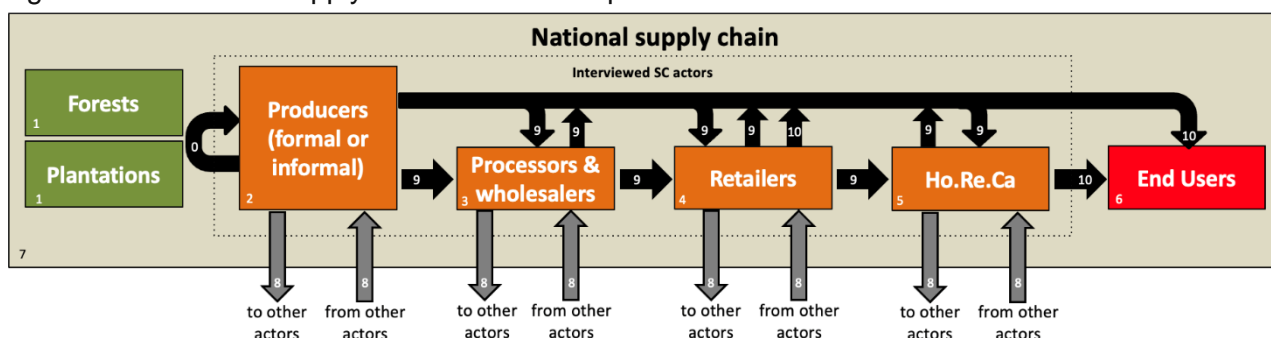 National supply chain
Interviewed SC actors
Forests
1
Plantations
1
0
Producers
(formal or
informal)
2
9
9
9
Processors &
wholesalers
3
9
9
9
10
Retailers
4
9
9
9
Ho.Re.Ca
5
10
10
End Users
6
7
8
8
8
8
8
8
8
8
to other
actors
from other
actors
to other
actors
from other
actors
to other
actors
from other
actors
to other
actors
from other
actors